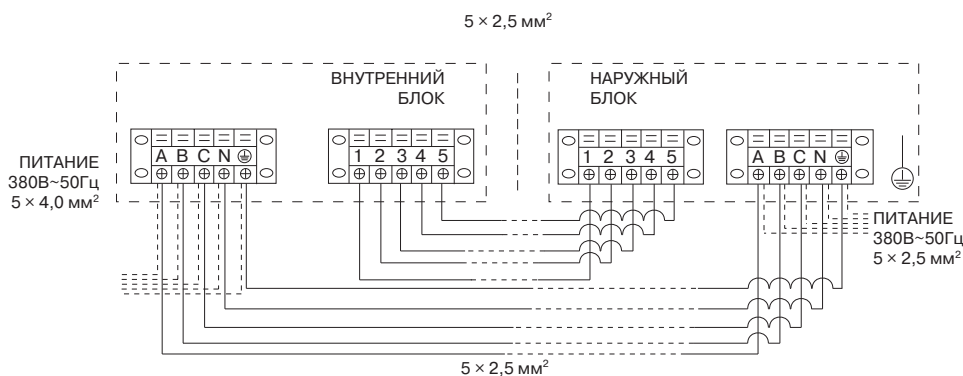 5 × 2,5 мм²
ВНУТРЕННИЙ
БЛОК
НАРУЖНЫЙ
БЛОК
A B C N
1 2 3 4 5
1 2 3 4 5
A B C N
ПИТАНИЕ
380В~50Гц
5 × 4,0 мм²
ПИТАНИЕ
380В~50Гц
5 × 2,5 мм²
5 × 2,5 мм²